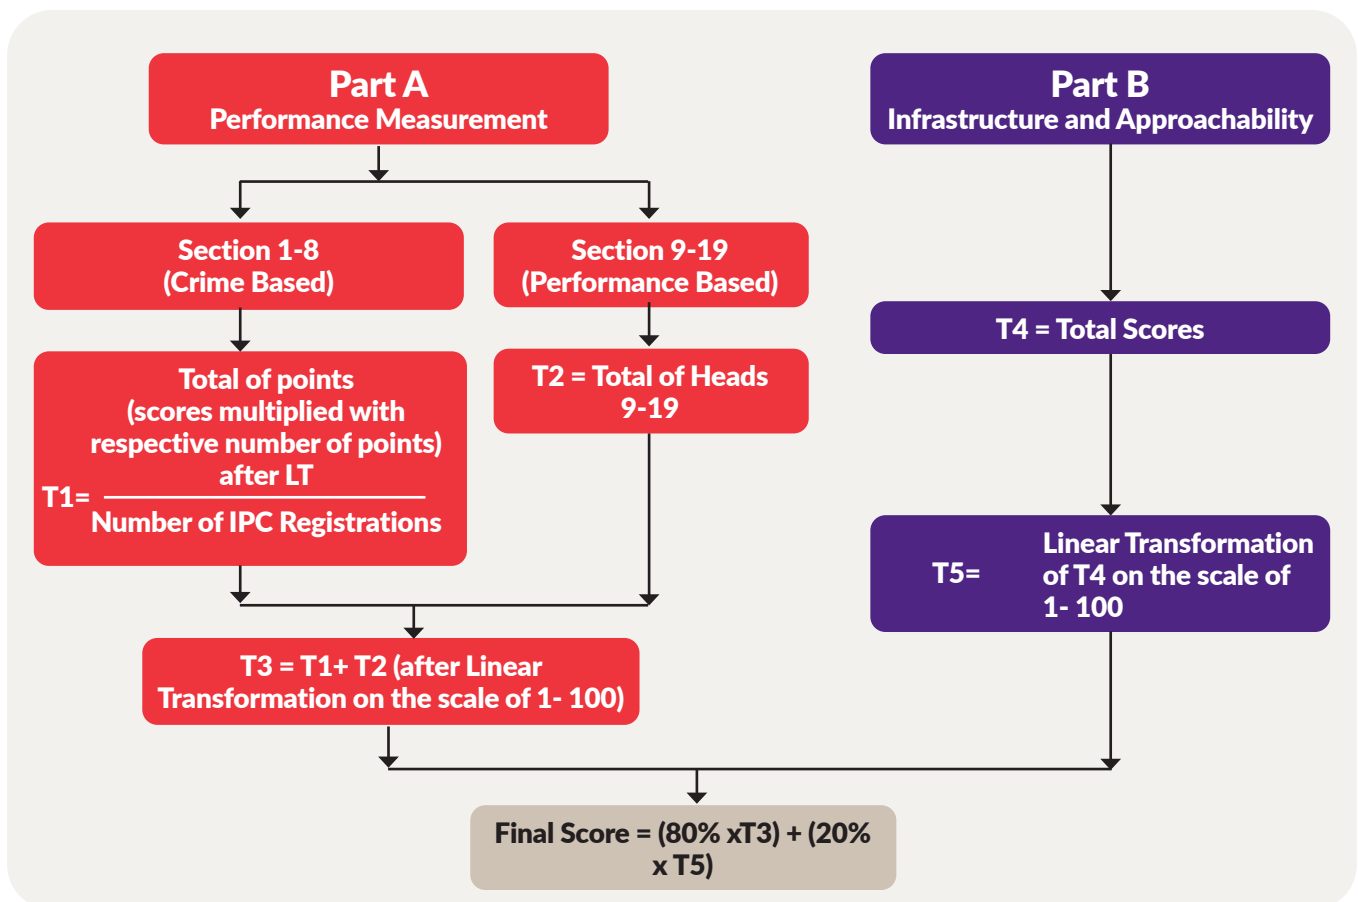 Part A
Performance Measurement
Section 1-8
(Crime Based)
Section 9-19
(Performance Based)
Total of points
(scores multiplied with
respective number of points)
after LT
T1=
Number of IPC Registrations
T2 = Total of Heads
9-19
T3 = T1+ T2 (after Linear
Transformation on the scale of 1- 100)
Part B
Infrastructure and Approachability
T4 = Total Scores
T5=
Linear Transformation
of T4 on the scale of
1- 100
Final Score = (80% xT3) + (20%
x T5)